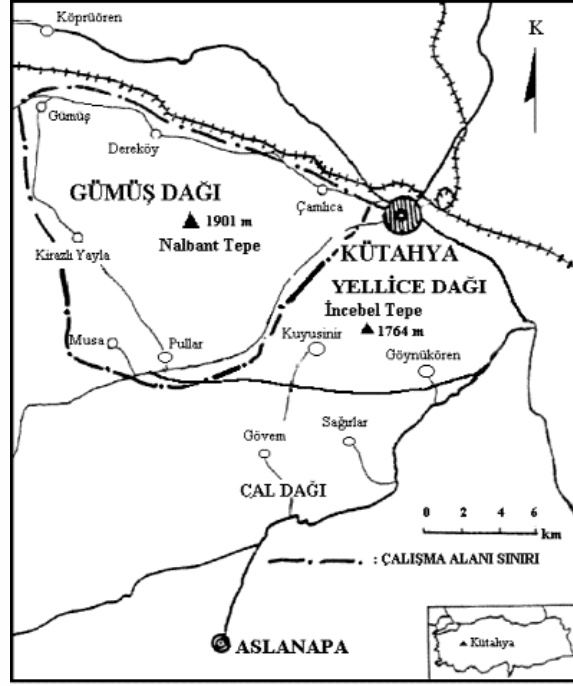 Köprüören
K
Gümüş
Dereköy
GÜMÜŞ DAĞI
Çamlıca
1901 m
Nalbant Tepe
KÜTAHYA
Kirazlı Yayla
YELLİCE DAĞI
İncebel Tepe
1764 m
Musa
Pullar
Kuyusinir
Göynükören
Gövem
Sağırlar
ÇAL DAĞI
0 2 4 6
km
: ÇALIŞMA ALANI SINIRI
ASLANAPA
Kütahya